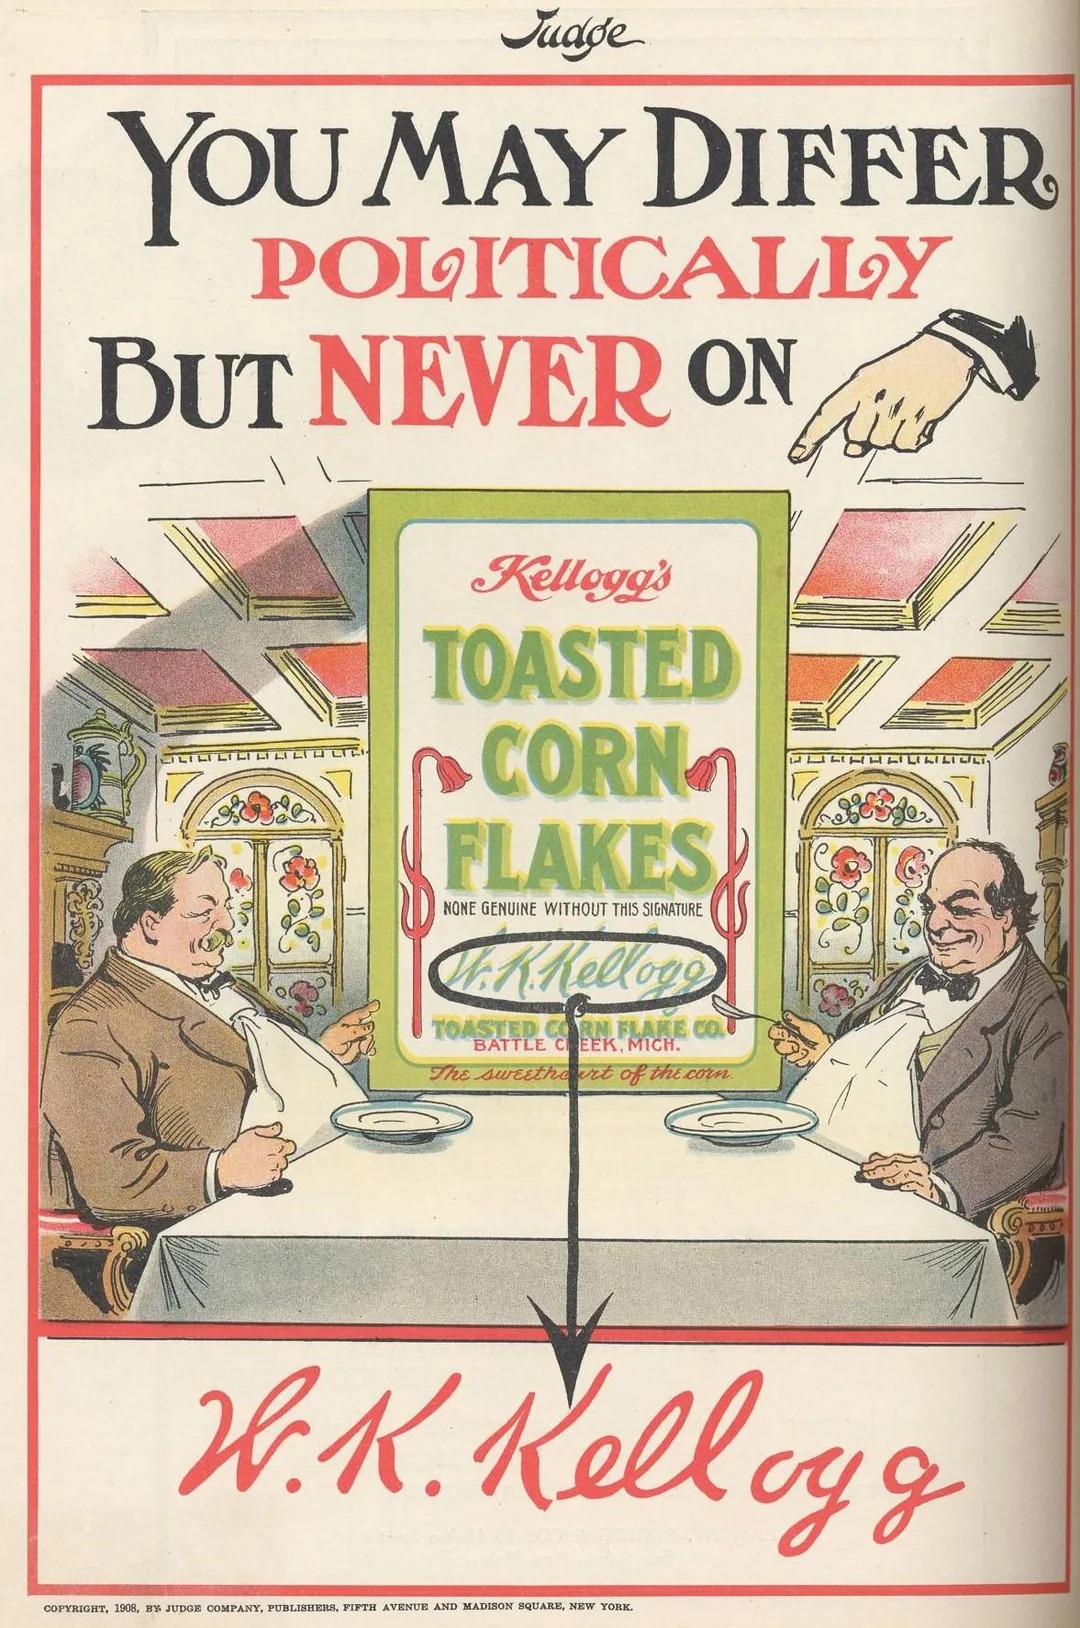 Judge
YOU MAY DIFFER
POLITICALLY
BUT NEVER ON
Kellogg's
TOASTED
CORN
FLAKES
NONE GENUINE WITHOUT THIS SIGNATURE
W.K.Kellogg
TOASTED CORN FLAKE CO.
BATTLE CREEK, MICH.
The sweetheart of the corn.
W. K. Kellogg
COPYRIGHT, 1908, BY JUDGE COMPANY, PUBLISHERS, FIFTH AVENUE AND MADISON SQUARE, NEW YORK.